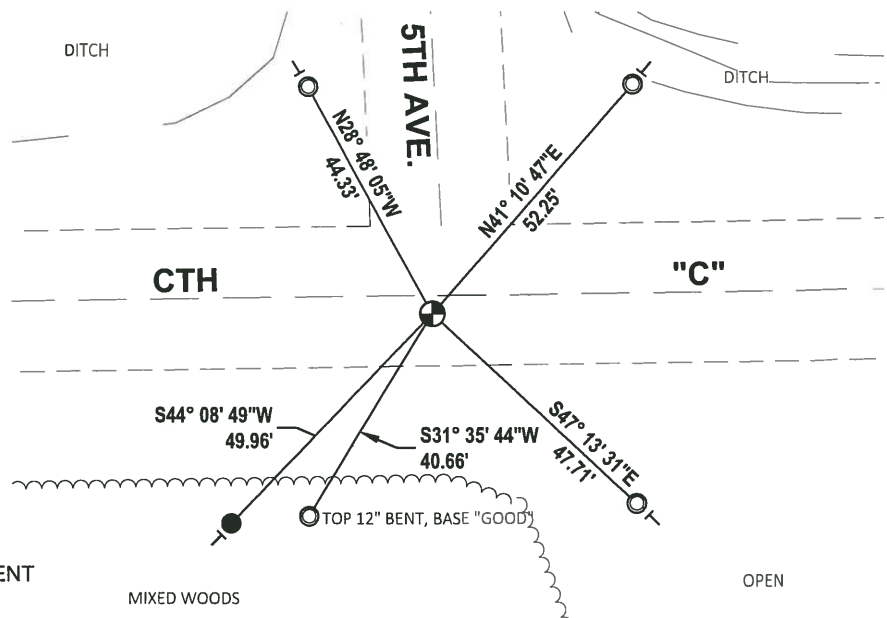 DITCH
5TH AVE.
DITCH
N28° 48' 05"W
44.33'
N41° 10' 47"E
52.25'
CTH
"C"
S44° 08' 49"W
49.96'
S31° 35' 44"W
40.66'
S47° 13' 31"E
47.71'
TOP 12" BENT, BASE "GOOD"
ENT
MIXED WOODS
OPEN